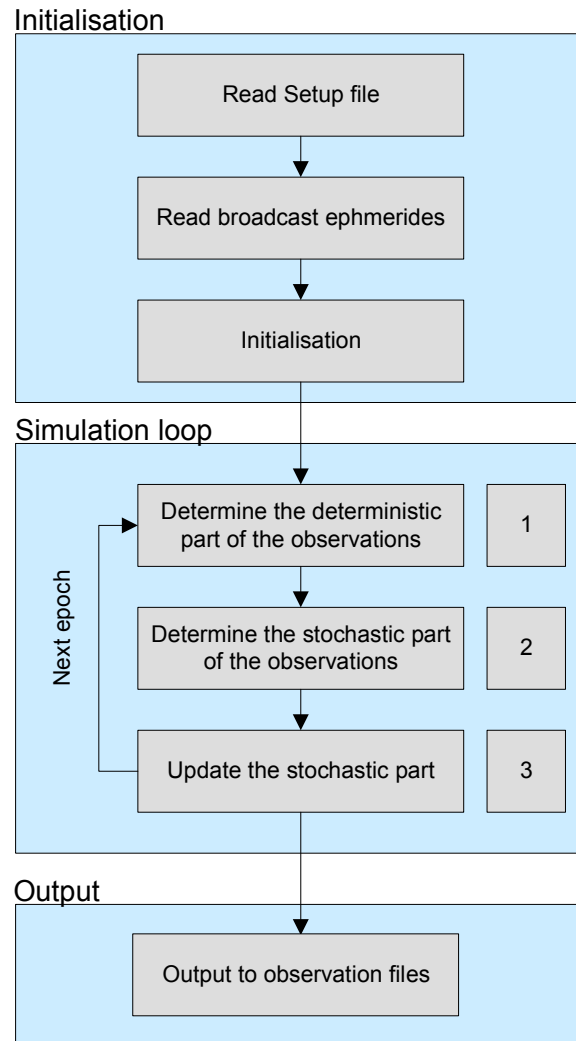 Initialisation
Read Setup file
Read broadcast ephmerides
Initialisation
Simulation loop
Determine the deterministic
part of the observations
1
Next epoch
Determine the stochastic part
of the observations
2
Update the stochastic part
3
Output
Output to observation files